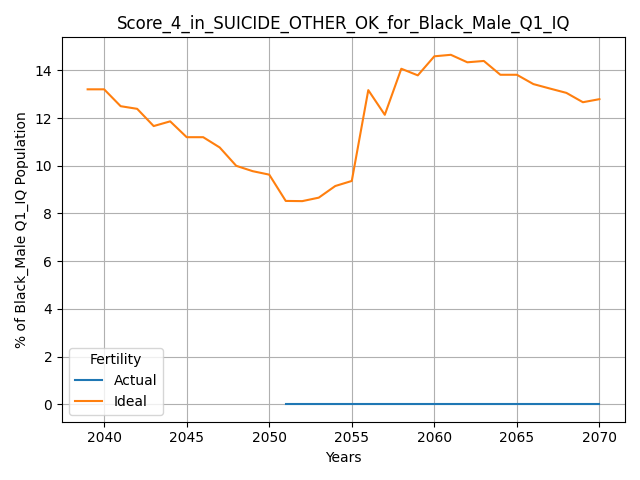 Score_4_in_SUICIDE_OTHER_OK_for_Black_Male_Q1_IQ
% of Black_Male Q1_IQ Population
14
12
10
8
6
4
2
0
Fertility
Actual
Ideal
2040 2045 2050 2055 2060 2065 2070
Years